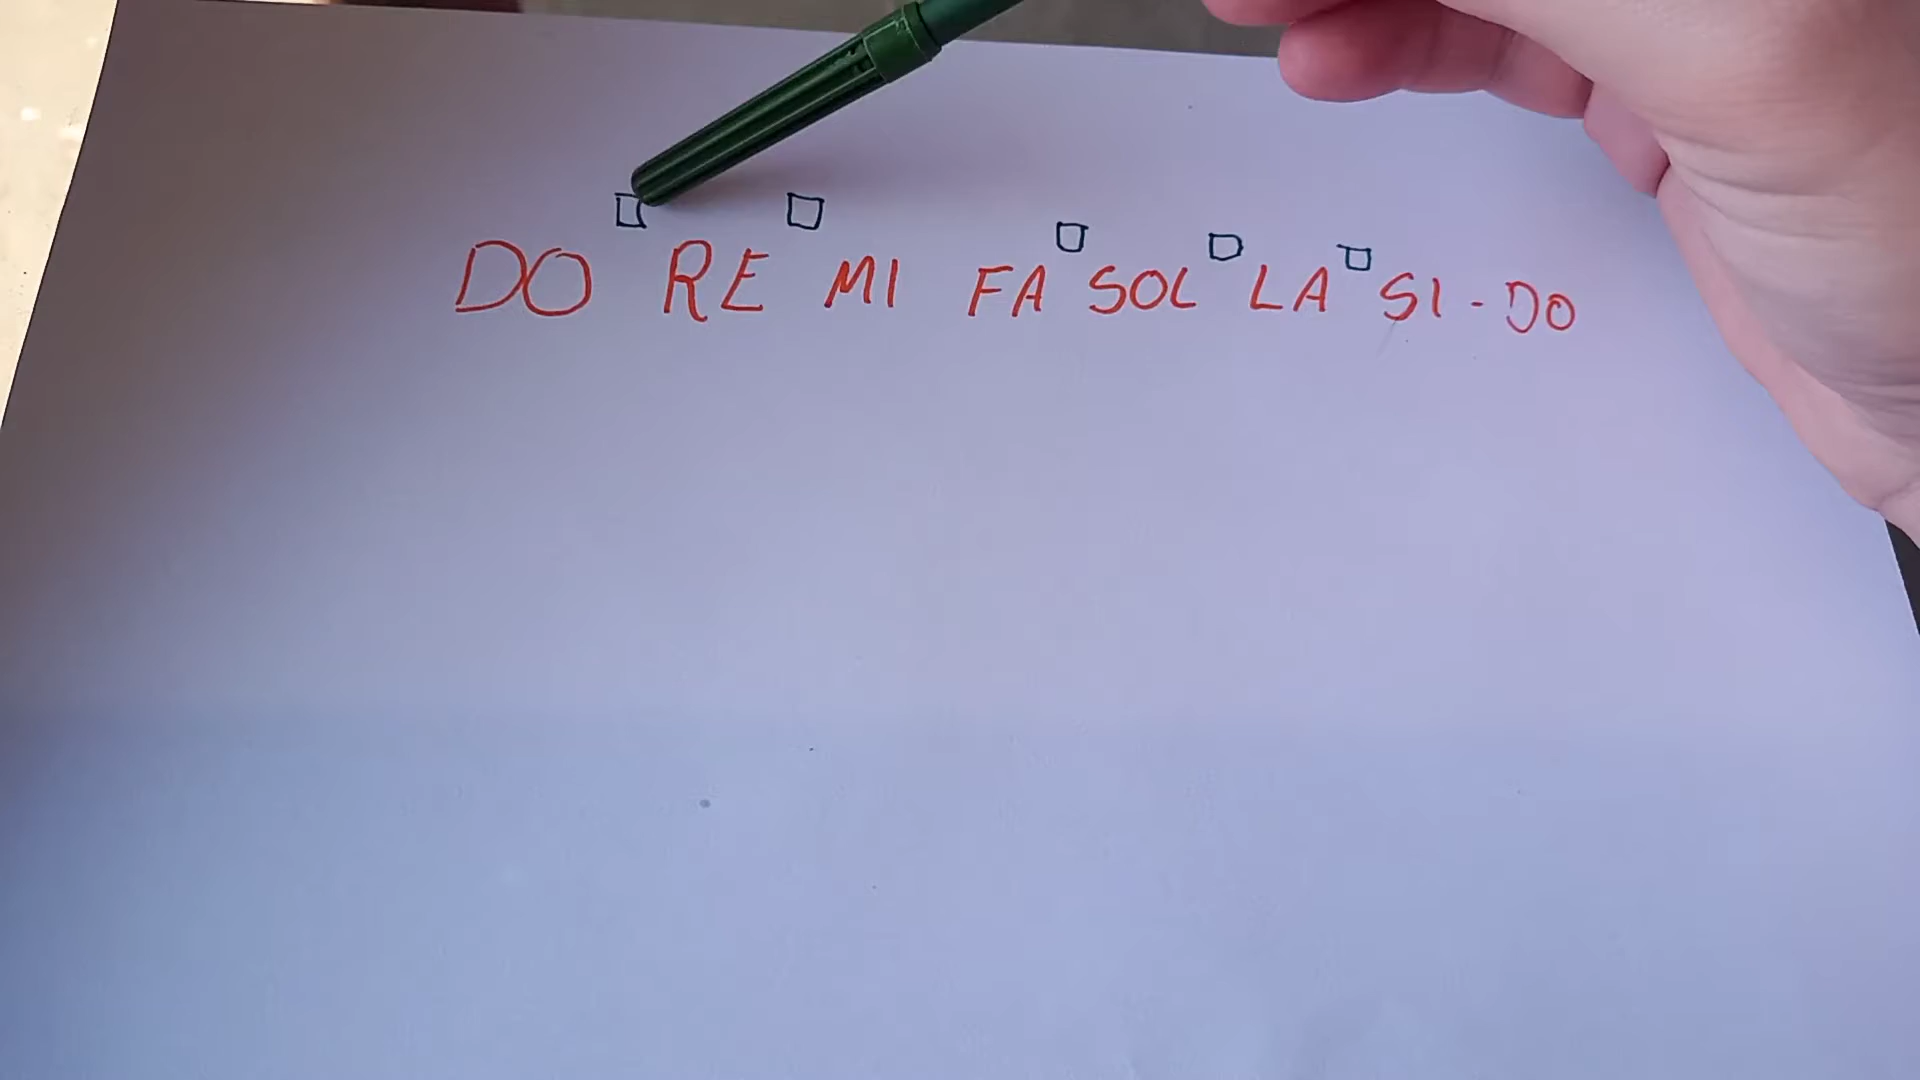 DO RE MI FA SOL LA SI - DO